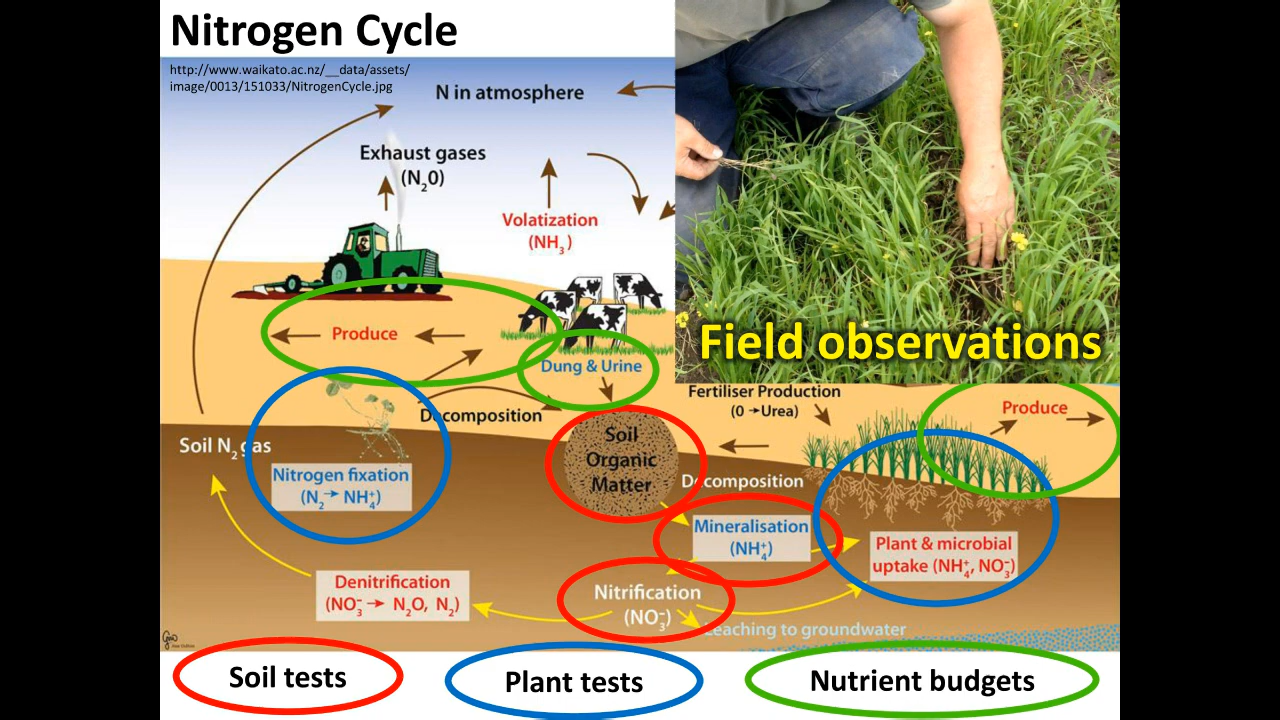 Nitrogen Cycle
http://www.waikato.ac.nz/__data/assets/
image/0013/151033/NitrogenCycle.jpg
N in atmosphere
Exhaust gases
(N₂0)
Volatization
(NH₃)
Produce
Dung & Urine
Field observations
Fertiliser Production
(0 →Urea)
Produce
Decomposition
Soil N₂ gas
Soil
Organic
Matter
Nitrogen fixation
(N₂→ NH₄⁺)
Decomposition
Mineralisation
(NH₄⁺)
Plant & microbial
uptake (NH₄⁺, NO₃⁻)
Denitrification
(NO₃⁻ → N₂O, N₂)
Nitrification
(NO₃⁻)
Leaching to groundwater
Soil tests
Plant tests
Nutrient budgets